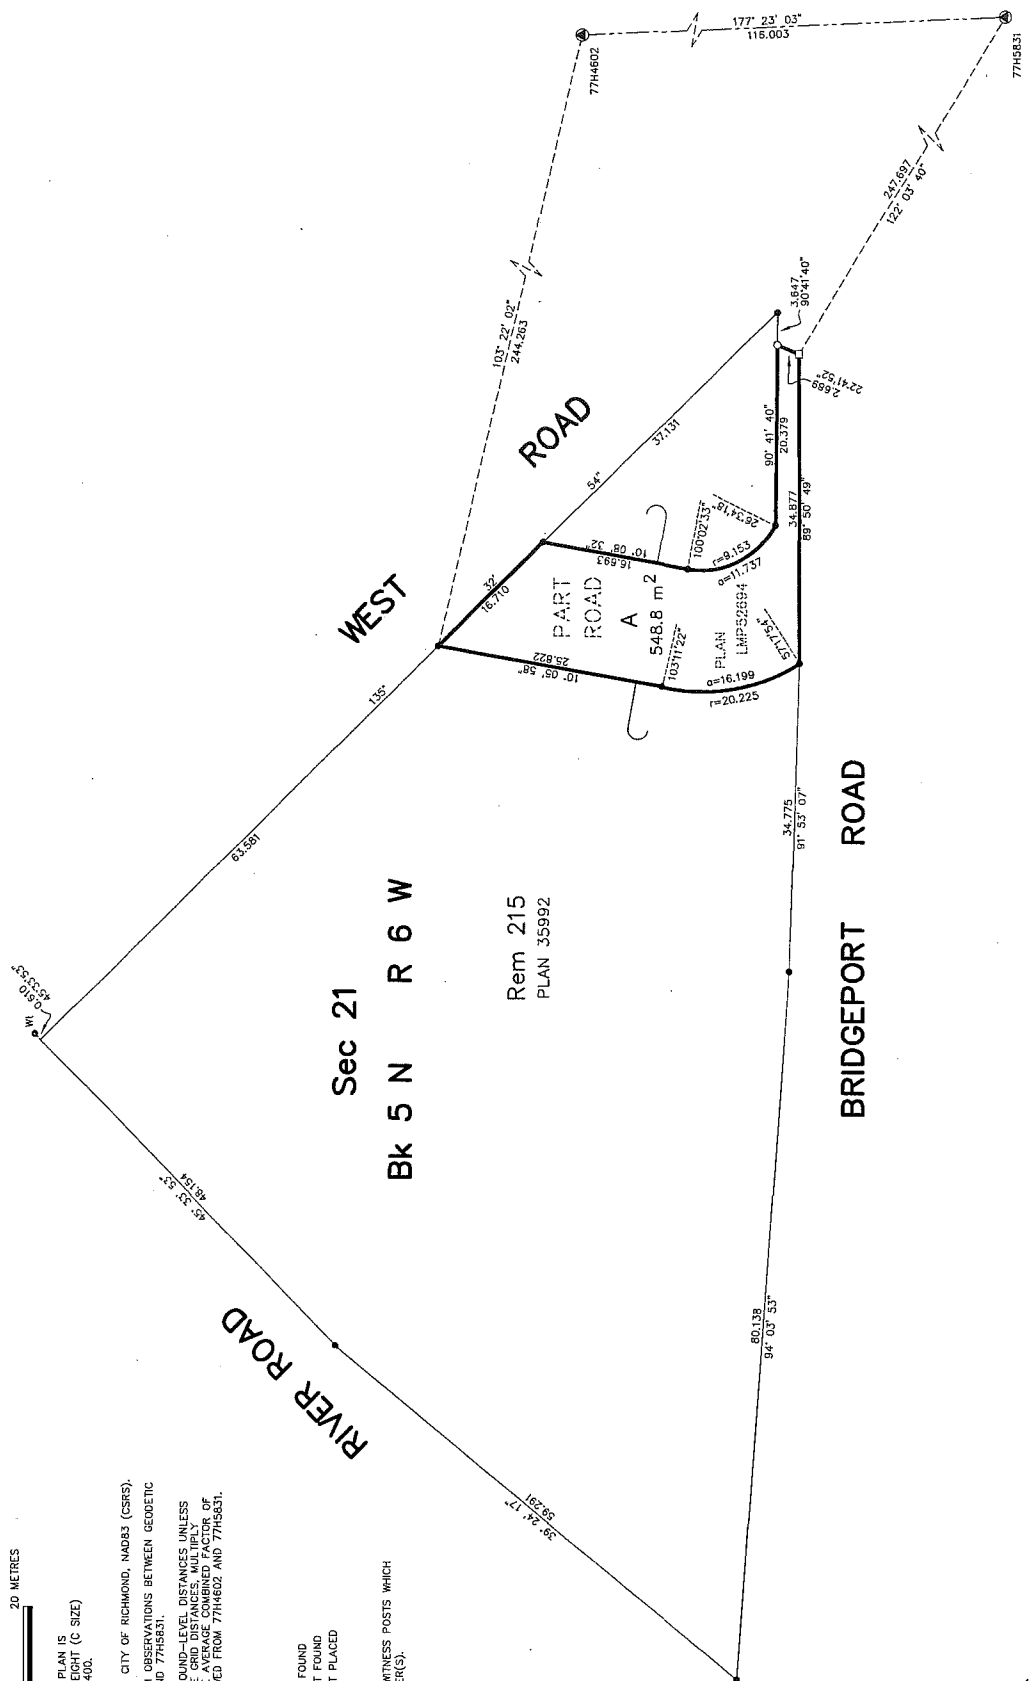 20 METRES
PLAN IS
EIGHT (C SIZE)
400.
CITY OF RICHMOND, NAD83 (CSRS).
OBSERVATIONS BETWEEN GEODETIC
ND 77H5831.
OUND-LEVEL DISTANCES UNLESS
E GRID DISTANCES, MULTIPLY
AVERAGE COMBINED FACTOR OF
VED FROM 77H4602 AND 77H5831.
FOUND
T FOUND
T PLACED
WITNESS POSTS WHICH
ER(S).
177° 23' 03"
115.003
77H4602
77H5831
103° 22' 02"
244.263
247.697
122° 03' 40"
WEST ROAD
37.131
54"
32'
16.710
135°
63.581
Wt
0.610
45°33'53"
48.154
45° 33' 53"
RIVER ROAD
39° 24' 17"
59.291
Sec 21
Bk 5 N R 6 W
Rem 215
PLAN 35992
10° 05' 58"
25.822
16.693
10° 08' 32"
PART
ROAD
A
548.8 m2
PLAN
LMP52694
103°11'22"
100°02'33"
26°34'18"
57°17'54"
r=9.153
a=11.737
a=16.199
r=20.225
90° 41' 40"
20.379
3.647
90°41'40"
2.689
22°41'52"
34.877
89° 50' 49"
34.775
91° 53' 07"
80.138
94° 03' 53"
BRIDGEPORT ROAD